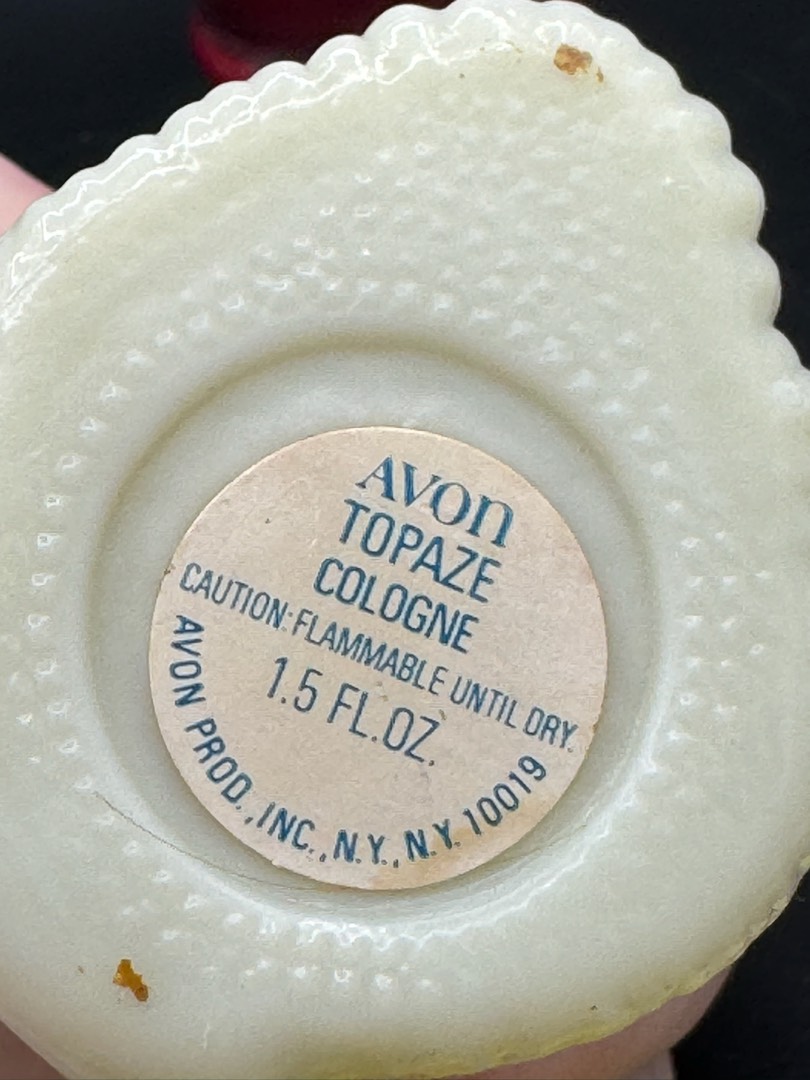 AVON
TOPAZE
COLOGNE
CAUTION: FLAMMABLE UNTIL DRY.
1.5 FL.OZ.
AVON PROD., INC., N.Y., N.Y. 10019